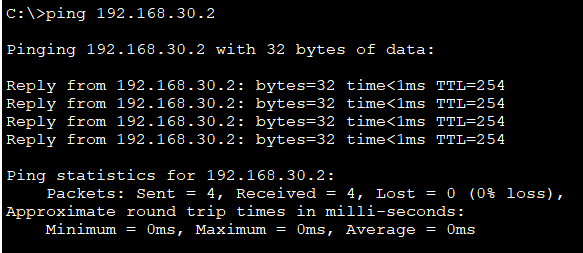 C:\>ping 192.168.30.2
Pinging 192.168.30.2 with 32 bytes of data:
Reply from 192.168.30.2: bytes=32 time<1ms TTL=254
Reply from 192.168.30.2: bytes=32 time<1ms TTL=254
Reply from 192.168.30.2: bytes=32 time<1ms TTL=254
Reply from 192.168.30.2: bytes=32 time<1ms TTL=254
Ping statistics for 192.168.30.2:
    Packets: Sent = 4, Received = 4, Lost = 0 (0% loss),
Approximate round trip times in milli-seconds:
    Minimum = 0ms, Maximum = 0ms, Average = 0ms